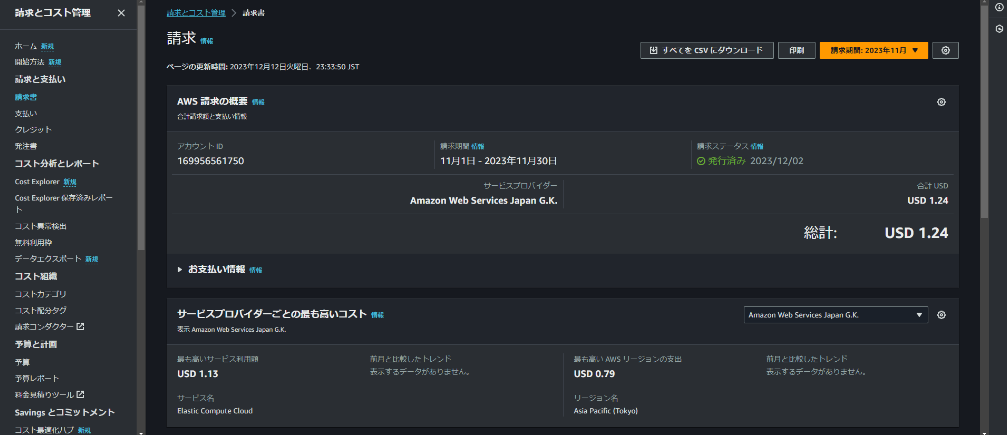 請求とコスト管理
ホーム 新規
開始方法 新規
請求と支払い
請求書
支払い
クレジット
発注書
コスト分析とレポート
Cost Explorer 新規
Cost Explorer 保存済みレポー
ト
コスト異常検出
無料利用枠
データエクスポート 新規
コスト組織
コストカテゴリ
コスト配分タグ
請求コンダクター
予算と計画
予算
予算レポート
料金見積りツール
Savings とコミットメント
コスト最適化ハブ 新規
請求とコスト管理 > 請求書
請求 情報
すべてを CSV にダウンロード
印刷
請求期間: 2023年11月
ページの更新時間: 2023年12月12日火曜日、23:33:50 JST
AWS 請求の概要 情報
合計請求額と支払い情報
アカウント ID
169956561750
請求期間 情報
11月1日 - 2023年11月30日
請求ステータス 情報
発行済み 2023/12/02
サービスプロバイダー
Amazon Web Services Japan G.K.
合計 USD
USD 1.24
総計: USD 1.24
お支払い情報 情報
サービスプロバイダーごとの最も高いコスト 情報
表示 Amazon Web Services Japan G.K.
Amazon Web Services Japan G.K.
最も高いサービス利用額
USD 1.13
前月と比較したトレンド
表示するデータがありません。
最も高い AWS リージョンの支出
USD 0.79
前月と比較したトレンド
表示するデータがありません。
サービス名
Elastic Compute Cloud
リージョン名
Asia Pacific (Tokyo)